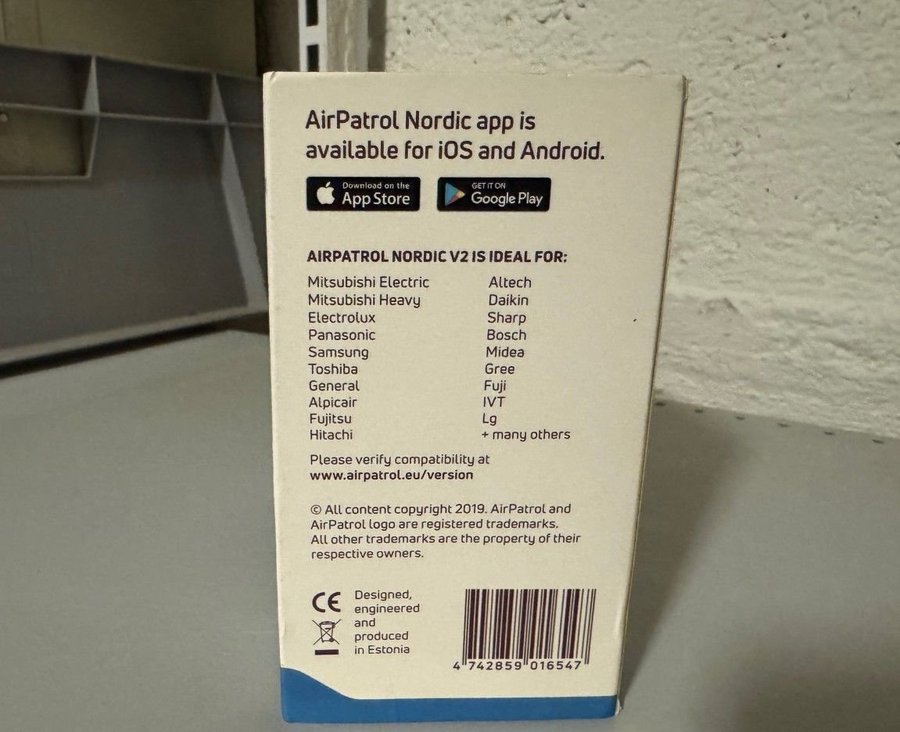 AirPatrol Nordic app is
available for iOS and Android.
Download on the
App Store
GET IT ON
Google Play
AIRPATROL NORDIC V2 IS IDEAL FOR:
Mitsubishi Electric
Mitsubishi Heavy
Electrolux
Panasonic
Samsung
Toshiba
General
Alpicair
Fujitsu
Hitachi
Altech
Daikin
Sharp
Bosch
Midea
Gree
Fuji
IVT
Lg
+ many others
Please verify compatibility at
www.airpatrol.eu/version
© All content copyright 2019. AirPatrol and
AirPatrol logo are registered trademarks.
All other trademarks are the property of their
respective owners.
CE
Designed,
engineered
and
produced
in Estonia
4 742859 016547